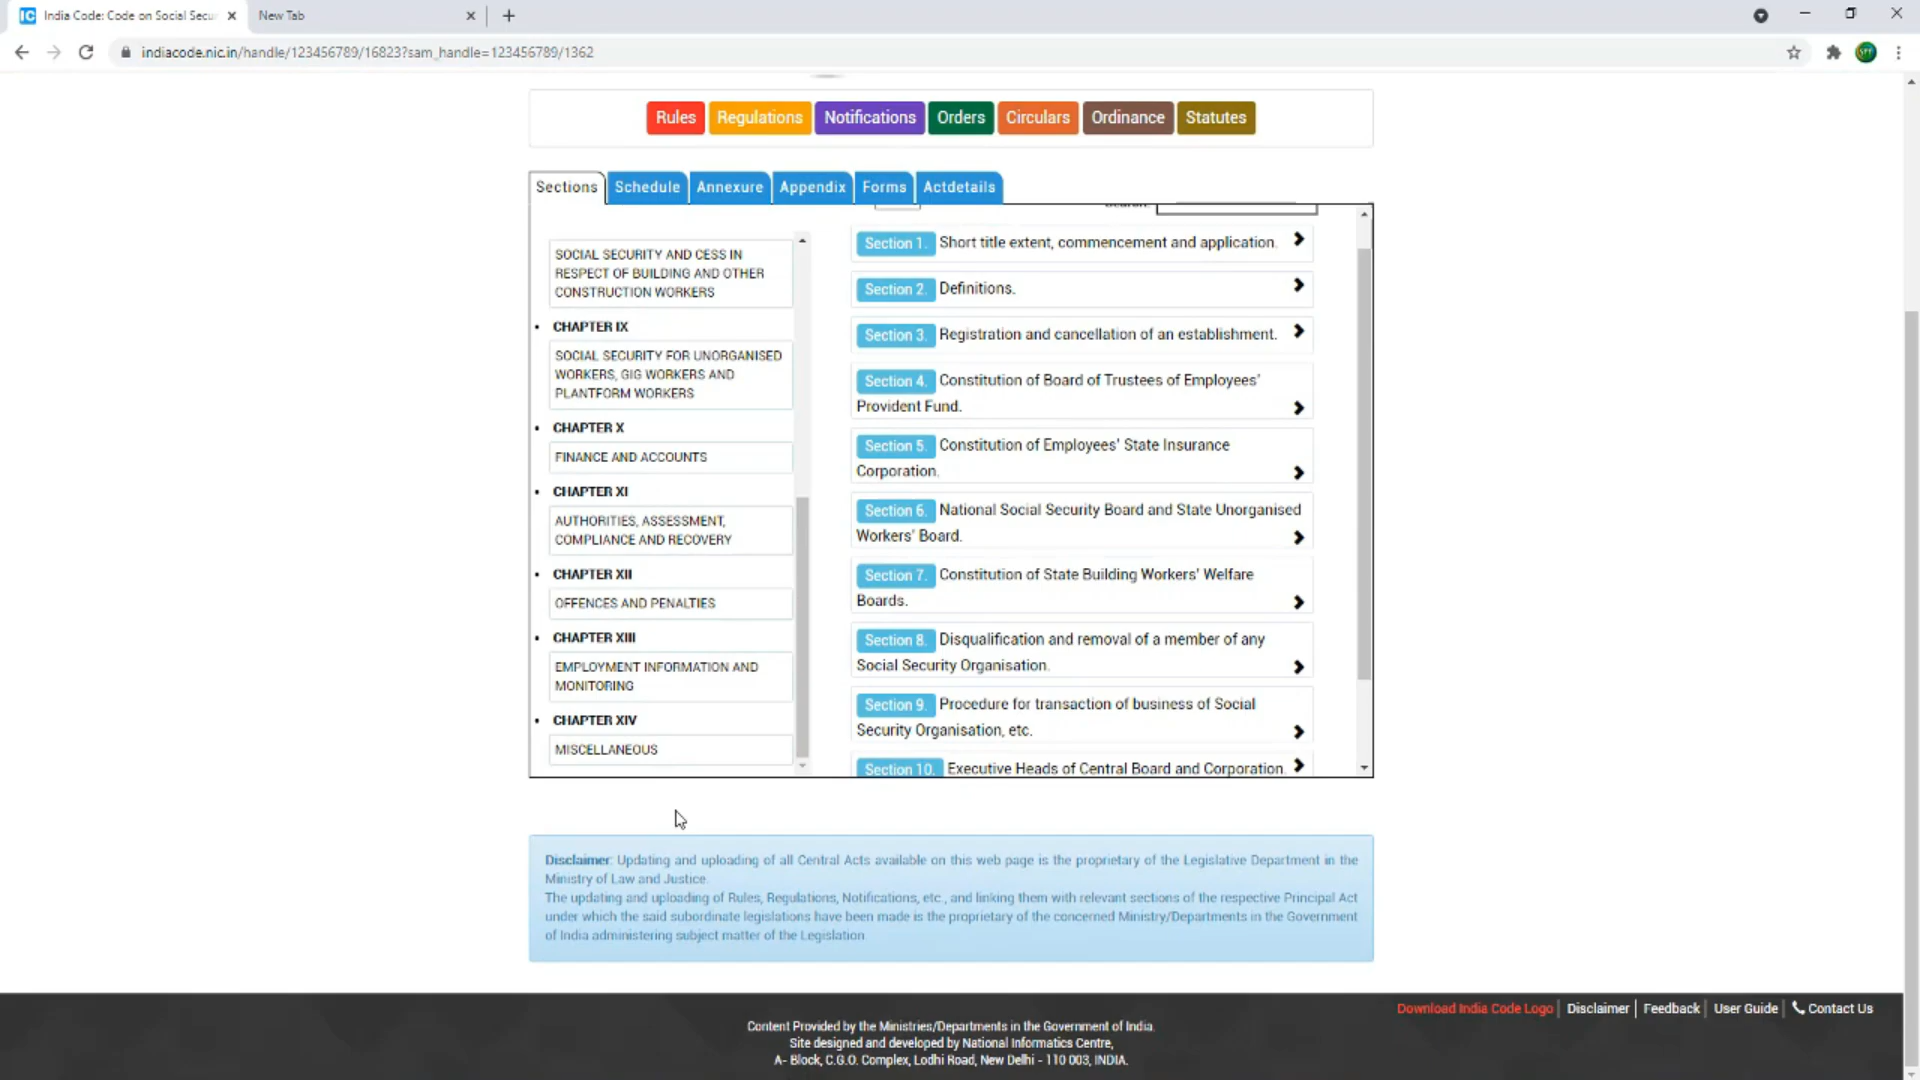 India Code: Code on Social Secu
New Tab
indiacode.nic.in/handle/123456789/16823?sam_handle=123456789/1362
Rules
Regulations
Notifications
Orders
Circulars
Ordinance
Statutes
Sections
Schedule
Annexure
Appendix
Forms
Actdetails
SOCIAL SECURITY AND CESS IN
RESPECT OF BUILDING AND OTHER
CONSTRUCTION WORKERS
CHAPTER IX
SOCIAL SECURITY FOR UNORGANISED
WORKERS, GIG WORKERS AND
PLANTFORM WORKERS
CHAPTER X
FINANCE AND ACCOUNTS
CHAPTER XI
AUTHORITIES, ASSESSMENT,
COMPLIANCE AND RECOVERY
CHAPTER XII
OFFENCES AND PENALTIES
CHAPTER XIII
EMPLOYMENT INFORMATION AND
MONITORING
CHAPTER XIV
MISCELLANEOUS
Section 1. Short title extent, commencement and application.
Section 2. Definitions.
Section 3. Registration and cancellation of an establishment.
Section 4. Constitution of Board of Trustees of Employees'
Provident Fund.
Section 5. Constitution of Employees' State Insurance
Corporation.
Section 6. National Social Security Board and State Unorganised
Workers' Board.
Section 7. Constitution of State Building Workers' Welfare
Boards.
Section 8. Disqualification and removal of a member of any
Social Security Organisation.
Section 9. Procedure for transaction of business of Social
Security Organisation, etc.
Section 10. Executive Heads of Central Board and Corporation.
Disclaimer: Updating and uploading of all Central Acts available on this web page is the proprietary of the Legislative Department in the
Ministry of Law and Justice.
The updating and uploading of Rules, Regulations, Notifications, etc., and linking them with relevant sections of the respective Principal Act
under which the said subordinate legislations have been made is the proprietary of the concerned Ministry/Departments in the Government
of India administering subject matter of the Legislation
Download India Code Logo | Disclaimer | Feedback | User Guide | Contact Us
Content Provided by the Ministries/Departments in the Government of India.
Site designed and developed by National Informatics Centre,
A- Block, C.G.O. Complex, Lodhi Road, New Delhi - 110 003, INDIA.